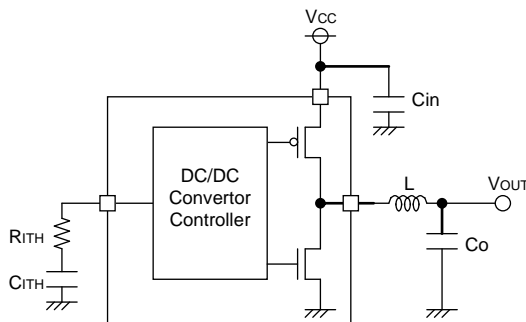 VCC
Cin
DC/DC
Convertor
Controller
L
VOUT
RITH
Co
CITH